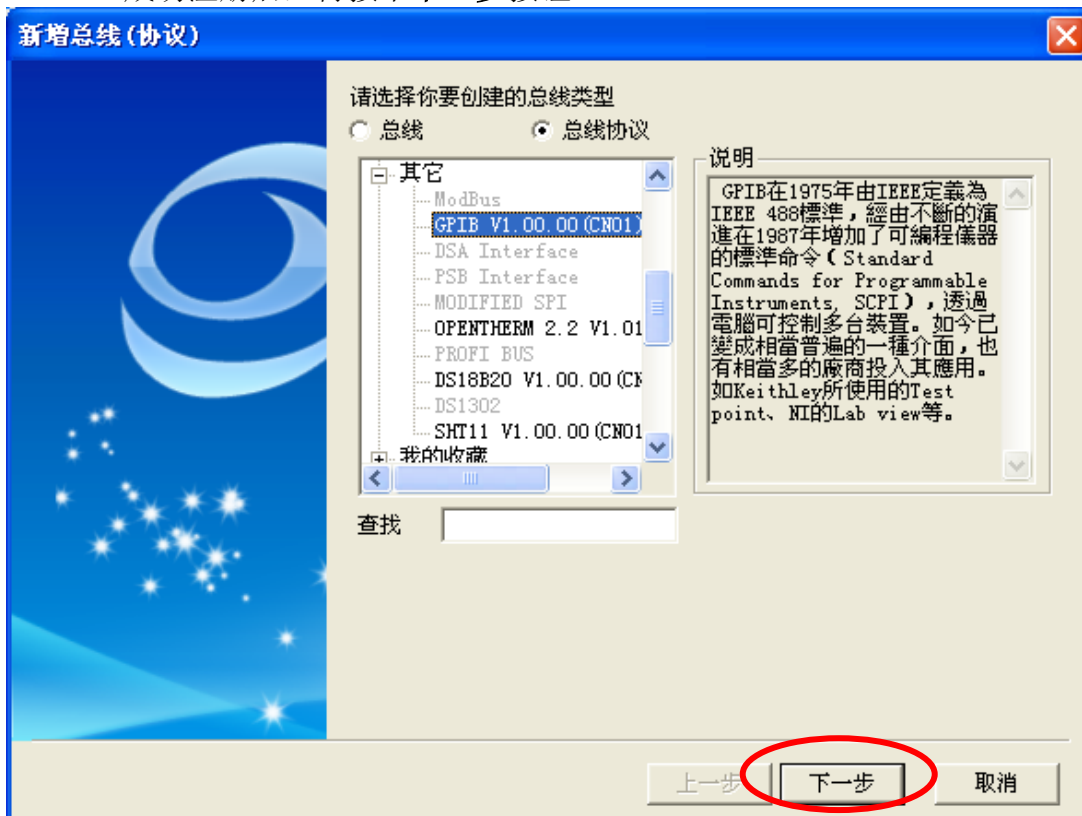 新增总线(协议)
请选择你要创建的总线类型
总线
总线协议
其它
ModBus
GPIB V1.00.00(CN01)
DSA Interface
PSB Interface
MODIFIED SPI
OPENTHERM 2.2 V1.01
PROFI BUS
DS18B20 V1.00.00(CN
DS1302
SHT11 V1.00.00(CN01
我的收藏
查找
说明
GPIB在1975年由IEEE定義為
IEEE 488標準，經由不斷的演
進在1987年增加了可編程儀器
的標準命令(Standard
Commands for Programmable
Instruments, SCPI)，透過
電腦可控制多台裝置。如今已
變成相當普遍的一種介面，也
有相當多的廠商投入其應用。
如Keithley所使用的Test
point、NI的Lab view等。
上一步
下一步
取消